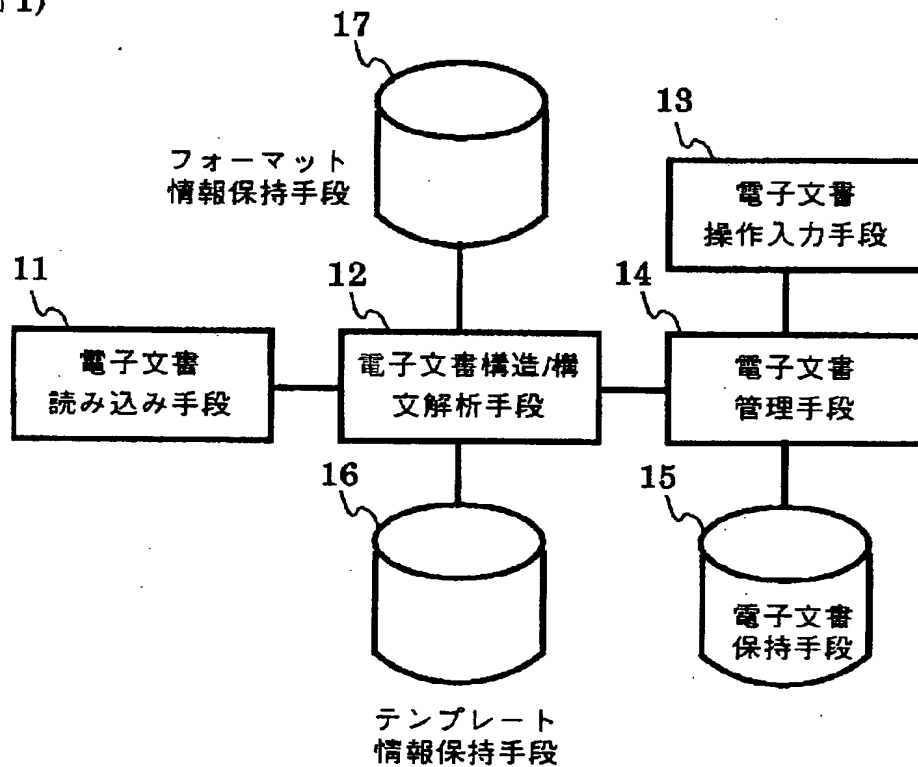 1)
17
13
フォーマット
情報保持手段
電子文書
操作入力手段
11
12
14
電子文書
読み込み手段
電子文書構造/構
文解析手段
電子文書
管理手段
16
15
電子文書
保持手段
テンプレート
情報保持手段